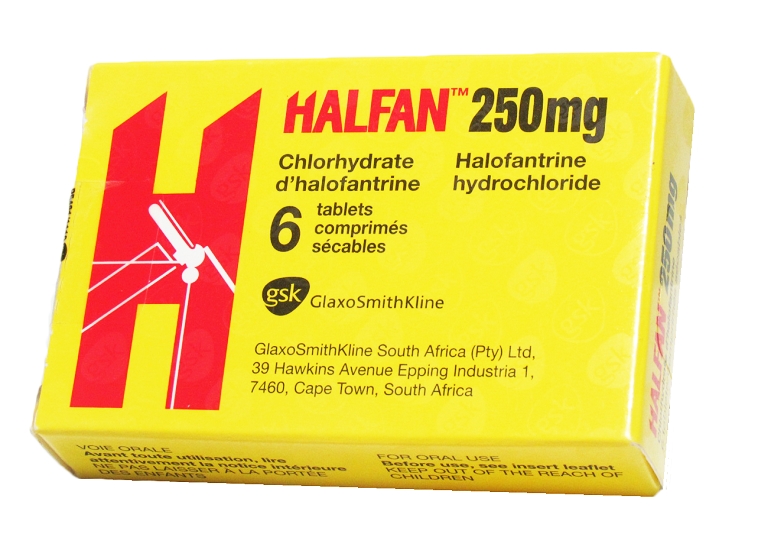 HALFAN™ 250mg
Chlorhydrate d'halofantrine
Halofantrine hydrochloride
6 tablets
comprimés
sécables
gsk GlaxoSmithKline
GlaxoSmithKline South Africa (Pty) Ltd,
39 Hawkins Avenue Epping Industria 1,
7460, Cape Town, South Africa
VOIE ORALE
Avant toute utilisation, lire
attentivement la notice intérieure
NE PAS LAISSER A LA PORTÉE
DES ENFANTS
FOR ORAL USE
Before use, see insert leaflet
KEEP OUT OF THE REACH OF
CHILDREN
HALFAN™ 250mg